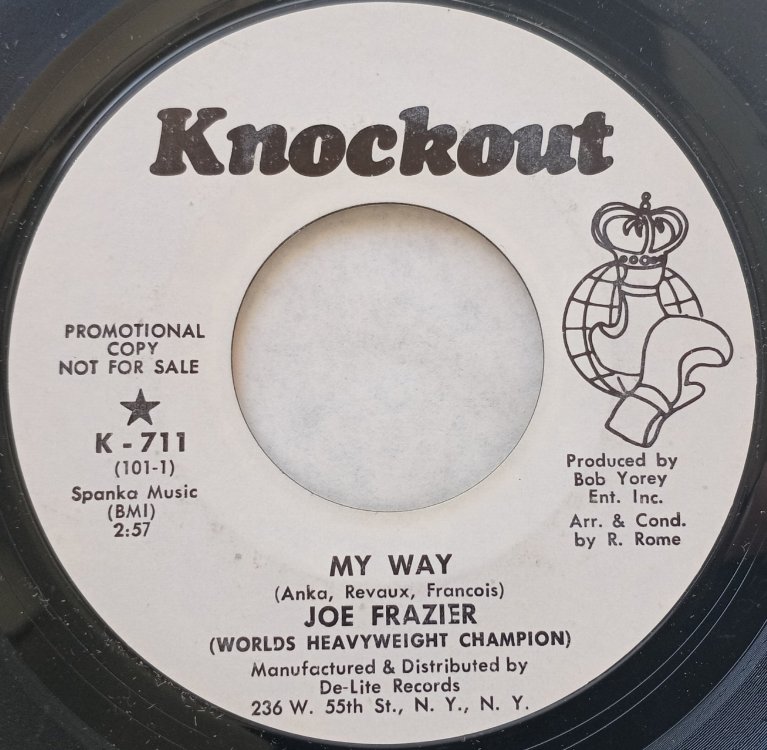 Knockout
PROMOTIONAL
COPY
NOT FOR SALE
K - 711
(101-1)
Spanka Music
(BMI)
2:57
Produced by
Bob Yorey
Ent. Inc.
Arr. & Cond.
by R. Rome
MY WAY
(Anka, Revaux, Francois)
JOE FRAZIER
(WORLDS HEAVYWEIGHT CHAMPION)
Manufactured & Distributed by
De-Lite Records
236 W. 55th St., N. Y., N. Y.